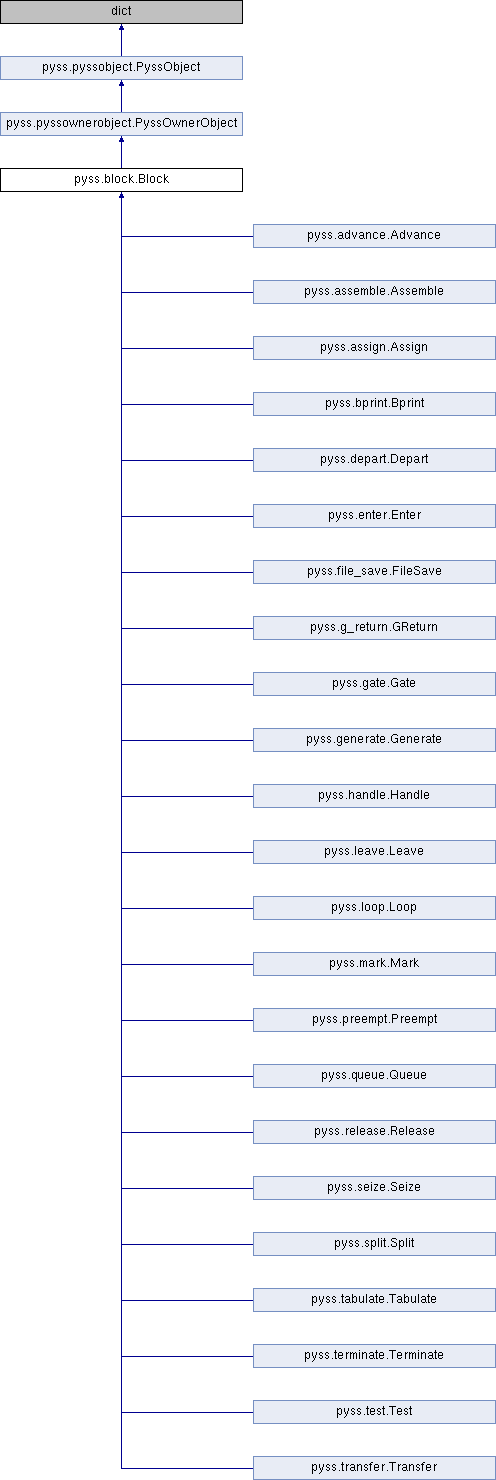 dict
pyss.pyssobject.PyssObject
pyss.pyssownerobject.PyssOwnerObject
pyss.block.Block
pyss.advance.Advance
pyss.assemble.Assemble
pyss.assign.Assign
pyss.bprint.Bprint
pyss.depart.Depart
pyss.enter.Enter
pyss.file_save.FileSave
pyss.g_return.GReturn
pyss.gate.Gate
pyss.generate.Generate
pyss.handle.Handle
pyss.leave.Leave
pyss.loop.Loop
pyss.mark.Mark
pyss.preempt.Preempt
pyss.queue.Queue
pyss.release.Release
pyss.seize.Seize
pyss.split.Split
pyss.tabulate.Tabulate
pyss.terminate.Terminate
pyss.test.Test
pyss.transfer.Transfer